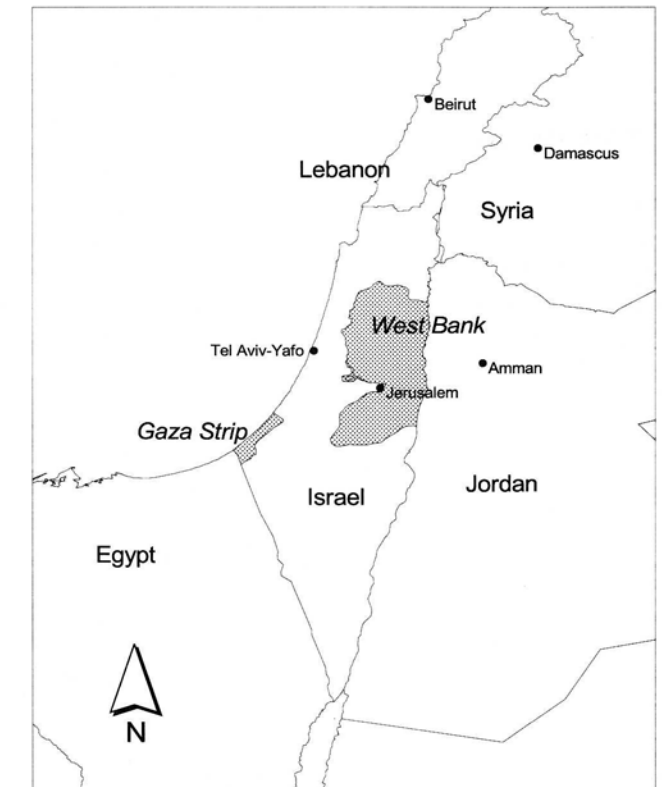 Beirut
Damascus
Lebanon
Syria
West Bank
Tel Aviv-Yafo
Amman
Jerusalem
Gaza Strip
Jordan
Israel
Egypt
N